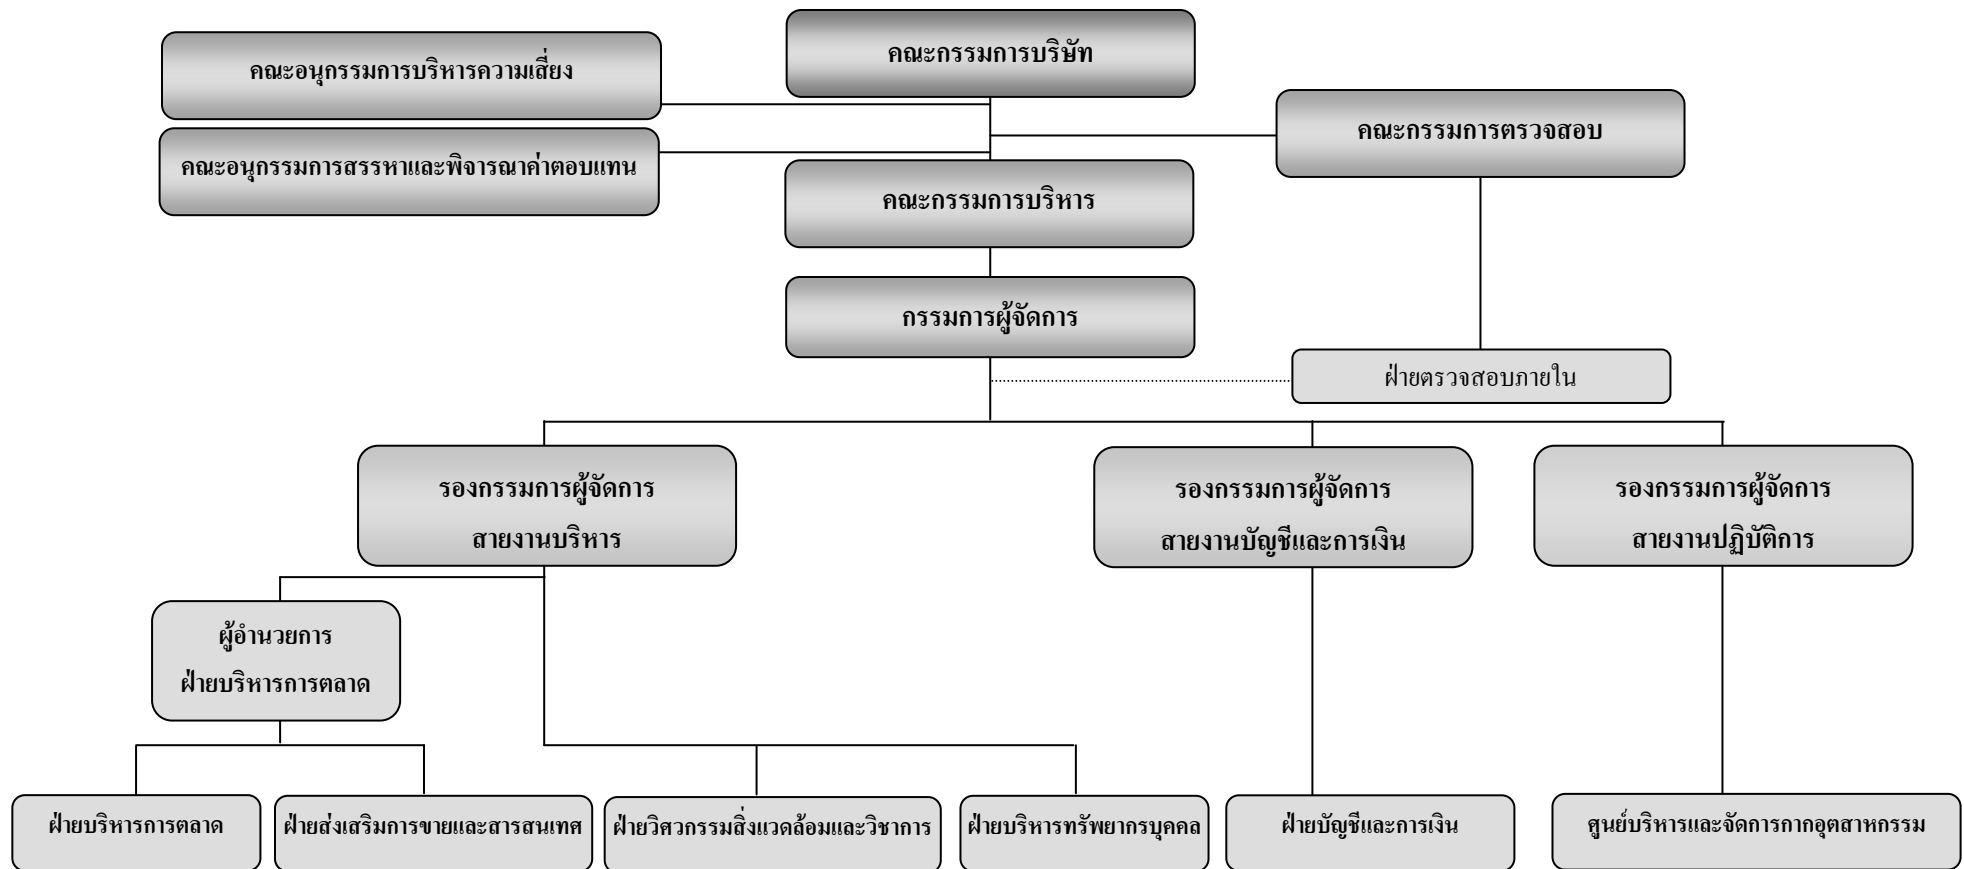 คณะกรรมการบริษัท
คณะอนุกรรมการบริหารความเสี่ยง
คณะกรรมการตรวจสอบ
คณะอนุกรรมการสรรหาและพิจารณาค่าตอบแทน
คณะกรรมการบริหาร
กรรมการผู้จัดการ
ฝ่ายตรวจสอบภายใน
รองกรรมการผู้จัดการ
สายงานบริหาร
รองกรรมการผู้จัดการ
สายงานบัญชีและการเงิน
รองกรรมการผู้จัดการ
สายงานปฏิบัติการ
ผู้อำนวยการ
ฝ่ายบริหารการตลาด
ฝ่ายบริหารการตลาด
ฝ่ายส่งเสริมการขายและสารสนเทศ
ฝ่ายวิศวกรรมสิ่งแวดล้อมและวิชาการ
ฝ่ายบริหารทรัพยากรบุคคล
ฝ่ายบัญชีและการเงิน
ศูนย์บริหารและจัดการกากอุตสาหกรรม